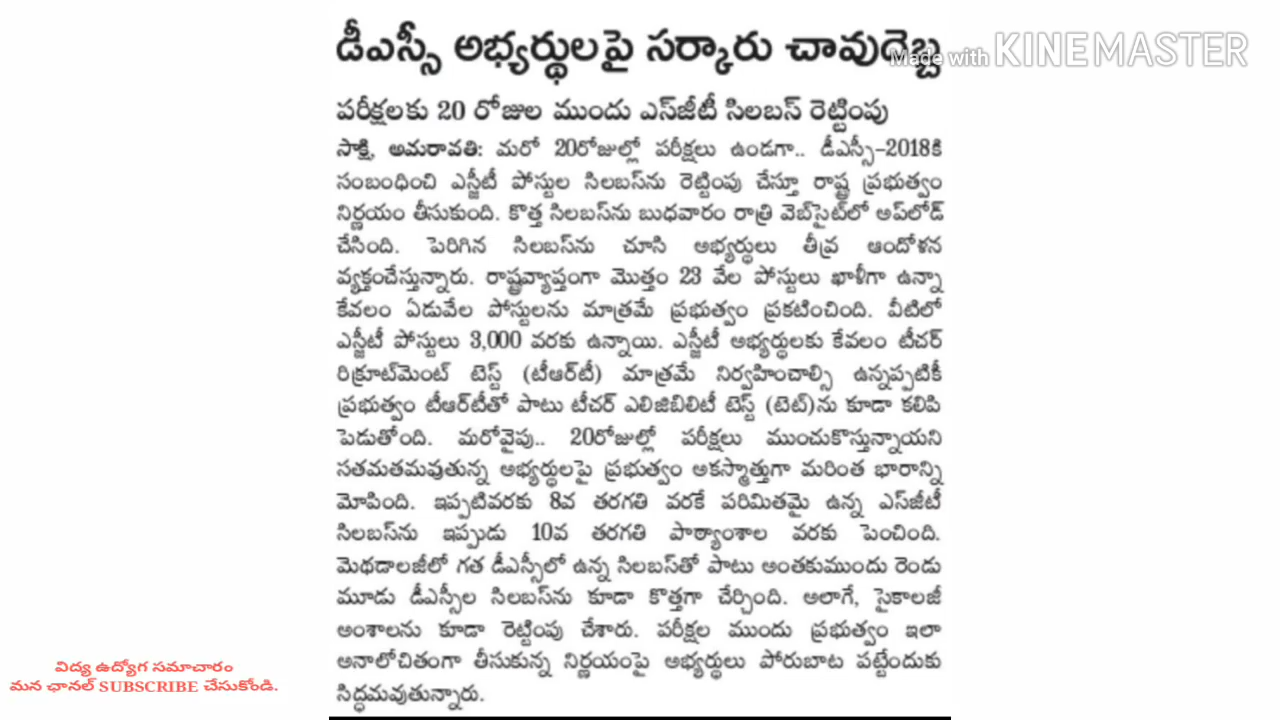 డీఎస్సీ అభ్యర్థులపై సర్కారు చావుదెబ్బ
Made with KINEMASTER
పరీక్షలకు 20 రోజుల ముందు ఎస్‌జీటీ సిలబస్ రెట్టింపు
సాక్షి, అమరావతి: మరో 20రోజుల్లో పరీక్షలు ఉండగా.. డీఎస్సీ–2018కి
సంబంధించి ఎస్జీటీ పోస్టుల సిలబస్‌ను రెట్టింపు చేస్తూ రాష్ట్ర ప్రభుత్వం
నిర్ణయం తీసుకుంది. కొత్త సిలబస్‌ను బుధవారం రాత్రి వెబ్‌సైట్‌లో అప్‌లోడ్
చేసింది. పెరిగిన సిలబస్‌ను చూసి అభ్యర్థులు తీవ్ర ఆందోళన
వ్యక్తంచేస్తున్నారు. రాష్ట్రవ్యాప్తంగా మొత్తం 23 వేల పోస్టులు ఖాళీగా ఉన్నా
కేవలం ఏడువేల పోస్టులను మాత్రమే ప్రభుత్వం ప్రకటించింది. వీటిలో
ఎస్జీటీ పోస్టులు 3,000 వరకు ఉన్నాయి. ఎస్జీటీ అభ్యర్థులకు కేవలం టీచర్
రిక్రూట్‌మెంట్ టెస్ట్ (టీఆర్‌టీ) మాత్రమే నిర్వహించాల్సి ఉన్నప్పటికీ
ప్రభుత్వం టీఆర్‌టీతో పాటు టీచర్ ఎలిజిబిలిటీ టెస్ట్ (టెట్)ను కూడా కలిపి
పెడుతోంది. మరోవైపు.. 20రోజుల్లో పరీక్షలు ముంచుకొస్తున్నాయని
సతమతమవుతున్న అభ్యర్థులపై ప్రభుత్వం అకస్మాత్తుగా మరింత భారాన్ని
మోపింది. ఇప్పటివరకు 8వ తరగతి వరకే పరిమితమై ఉన్న ఎస్‌జీటీ
సిలబస్‌ను ఇప్పుడు 10వ తరగతి పాఠ్యాంశాల వరకు పెంచింది.
మెథడాలజీలో గత డీఎస్సీలో ఉన్న సిలబస్‌తో పాటు అంతకుముందు రెండు
మూడు డీఎస్సీల సిలబస్‌ను కూడా కొత్తగా చేర్చింది. అలాగే, సైకాలజీ
అంశాలను కూడా రెట్టింపు చేశారు. పరీక్షల ముందు ప్రభుత్వం ఇలా
అనాలోచితంగా తీసుకున్న నిర్ణయంపై అభ్యర్థులు పోరుబాట పట్టేందుకు
సిద్ధమవుతున్నారు.
విద్య ఉద్యోగ సమాచారం
మన ఛానల్ SUBSCRIBE చేసుకోండి.